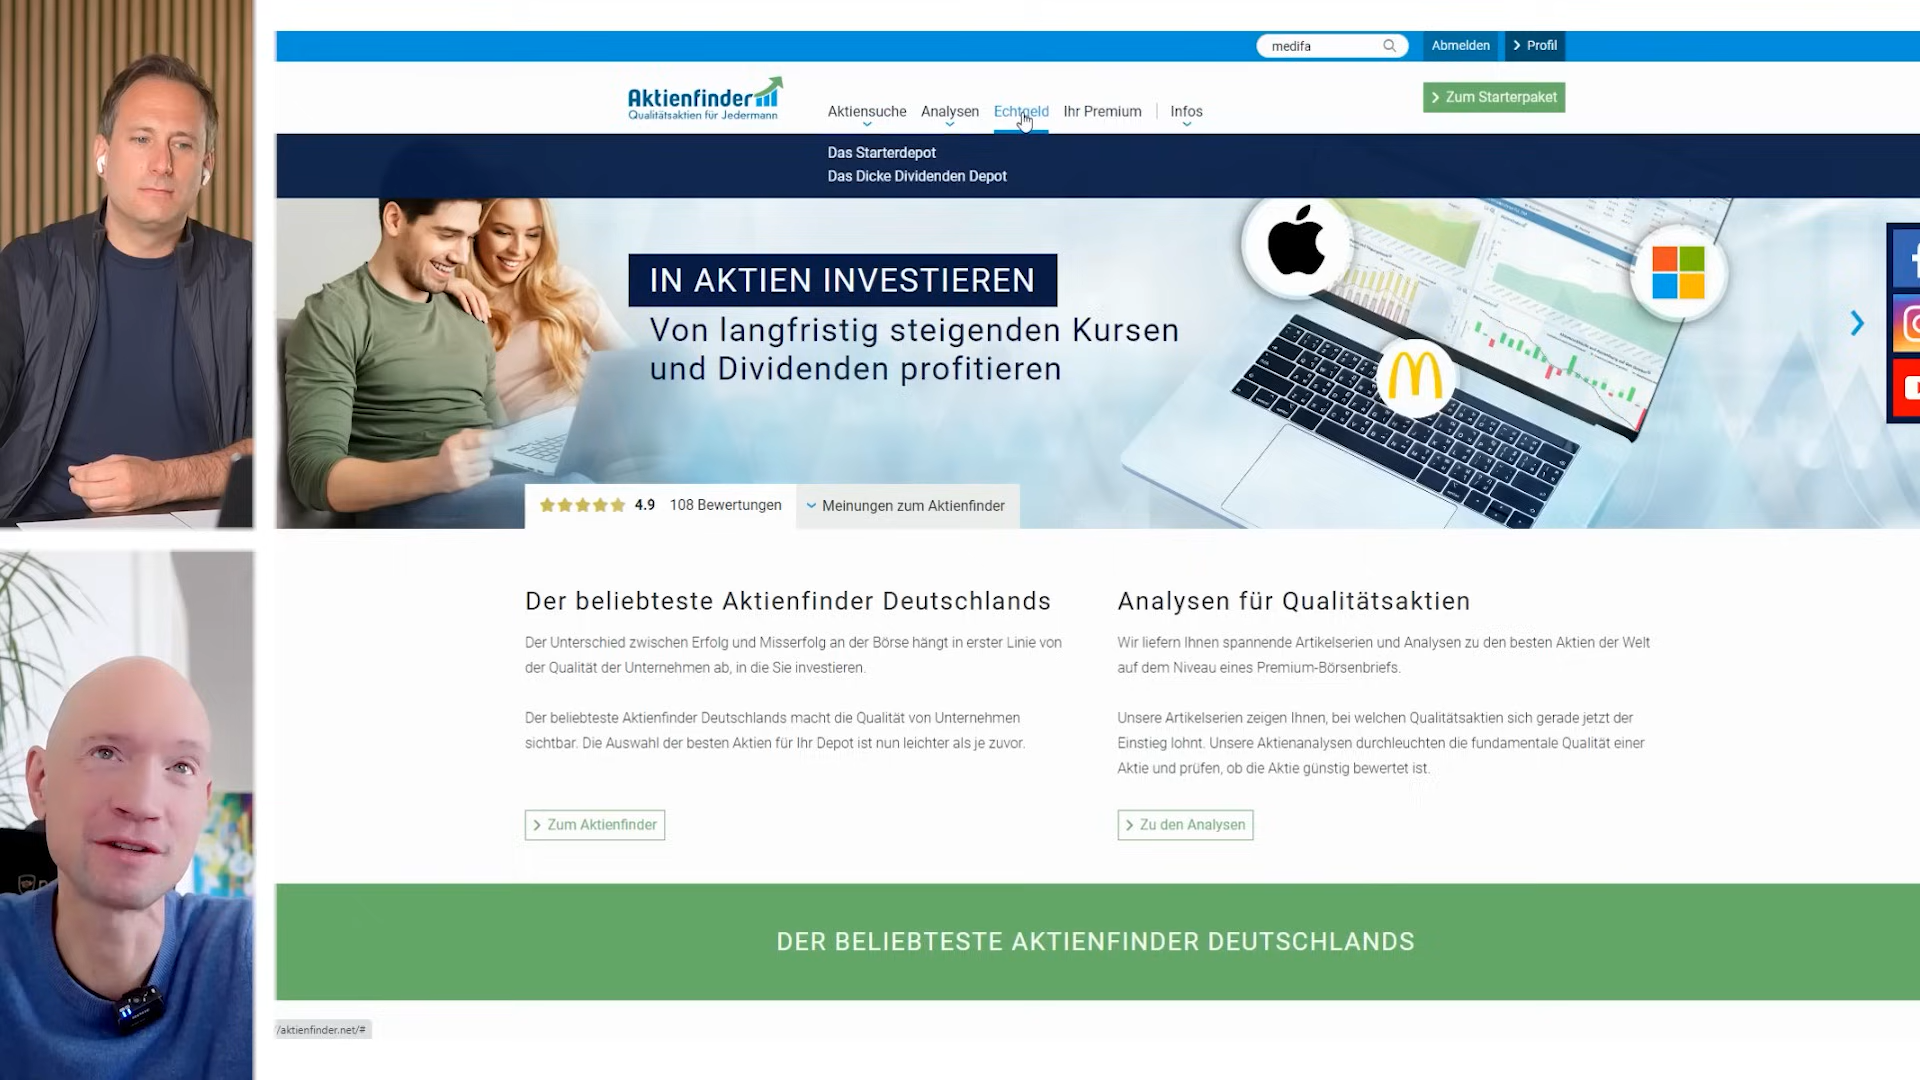 medifa
Abmelden
Profil
Aktienfinder
Qualitätsaktien für Jedermann
Aktiensuche
Analysen
Echtgeld
Ihr Premium
Infos
Zum Starterpaket
Das Starterdepot
Das Dicke Dividenden Depot
IN AKTIEN INVESTIEREN
Von langfristig steigenden Kursen
und Dividenden profitieren
4.9 108 Bewertungen
Meinungen zum Aktienfinder
Der beliebteste Aktienfinder Deutschlands
Der Unterschied zwischen Erfolg und Misserfolg an der Börse hängt in erster Linie von
der Qualität der Unternehmen ab, in die Sie investieren.
Der beliebteste Aktienfinder Deutschlands macht die Qualität von Unternehmen
sichtbar. Die Auswahl der besten Aktien für Ihr Depot ist nun leichter als je zuvor.
Zum Aktienfinder
Analysen für Qualitätsaktien
Wir liefern Ihnen spannende Artikelserien und Analysen zu den besten Aktien der Welt
auf dem Niveau eines Premium-Börsenbriefs.
Unsere Artikelserien zeigen Ihnen, bei welchen Qualitätsaktien sich gerade jetzt der
Einstieg lohnt. Unsere Aktienanalysen durchleuchten die fundamentale Qualität einer
Aktie und prüfen, ob die Aktie günstig bewertet ist.
Zu den Analysen
DER BELIEBTESTE AKTIENFINDER DEUTSCHLANDS
/aktienfinder.net/#